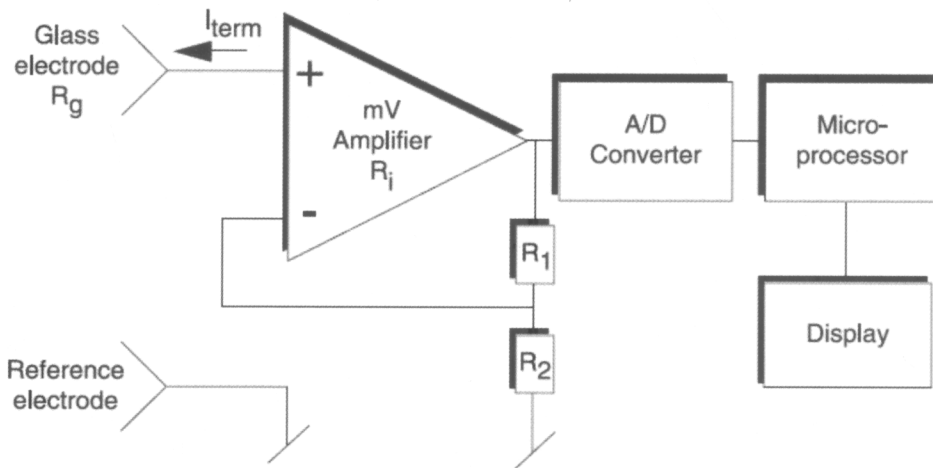 Glass
electrode
Rg
Iterm
+
mV
Amplifier
Ri
-
A/D
Converter
Micro-
processor
R1
R2
Display
Reference
electrode